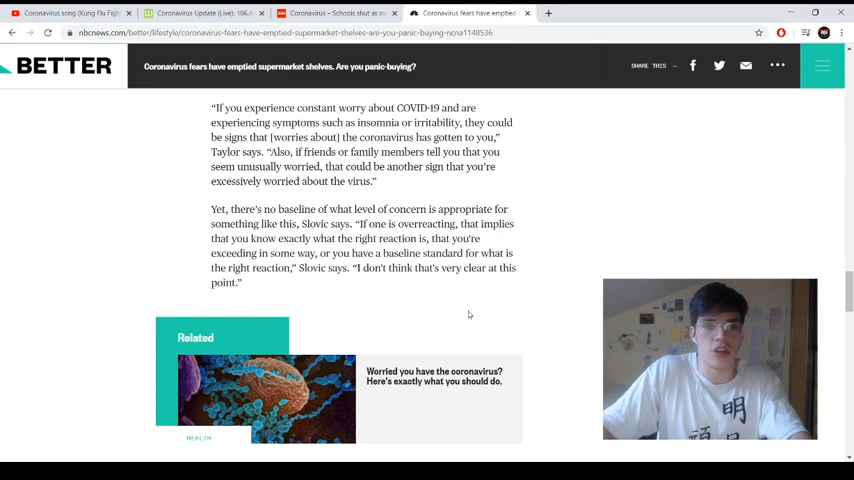 Coronavirus song (Kung Flu Figh
Coronavirus Update (Live): 106,4
Coronavirus – Schools shut as m
Coronavirus fears have emptied
nbcnews.com/better/lifestyle/coronavirus-fears-have-emptied-supermarket-shelves-are-you-panic-buying-ncna1148536
BETTER
Coronavirus fears have emptied supermarket shelves. Are you panic-buying?
SHARE THIS –
“If you experience constant worry about COVID-19 and are
experiencing symptoms such as insomnia or irritability, they could
be signs that [worries about] the coronavirus has gotten to you,”
Taylor says. “Also, if friends or family members tell you that you
seem unusually worried, that could be another sign that you’re
excessively worried about the virus.”
Yet, there’s no baseline of what level of concern is appropriate for
something like this, Slovic says. “If one is overreacting, that implies
that you know exactly what the right reaction is, that you're
exceeding in some way, or you have a baseline standard for what is
the right reaction,” Slovic says. “I don't think that's very clear at this
point.”
Related
Worried you have the coronavirus?
Here's exactly what you should do.
HEALTH
明